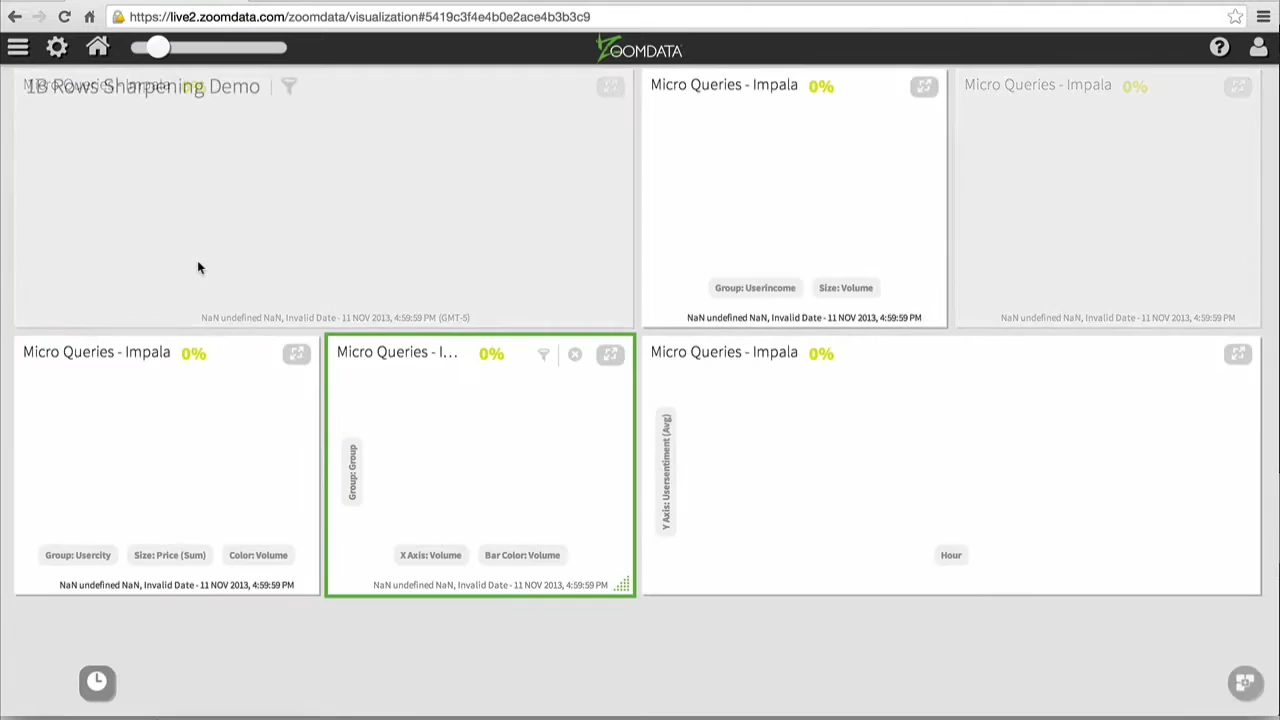 https://live2.zoomdata.com/zoomdata/visualization#5419c3f4e4b0e2ace4b3b3c9
ZOOMDATA
1B Rows Sharpening Demo
Micro Queries - Impala 0%
NaN undefined NaN, Invalid Date - 11 NOV 2013, 4:59:59 PM (GMT-5)
Micro Queries - Impala 0%
Group: Userincome Size: Volume
NaN undefined NaN, Invalid Date - 11 NOV 2013, 4:59:59 PM
Micro Queries - Impala 0%
NaN undefined NaN, Invalid Date - 11 NOV 2013, 4:59:59 PM
Micro Queries - Impala 0%
Group: Usercity Size: Price (Sum) Color: Volume
NaN undefined NaN, Invalid Date - 11 NOV 2013, 4:59:59 PM
Micro Queries - I... 0%
Group: Group
X Axis: Volume Bar Color: Volume
NaN undefined NaN, Invalid Date - 11 NOV 2013, 4:59:59 PM
Micro Queries - Impala 0%
Y Axis: Usersentiment (Avg)
Hour